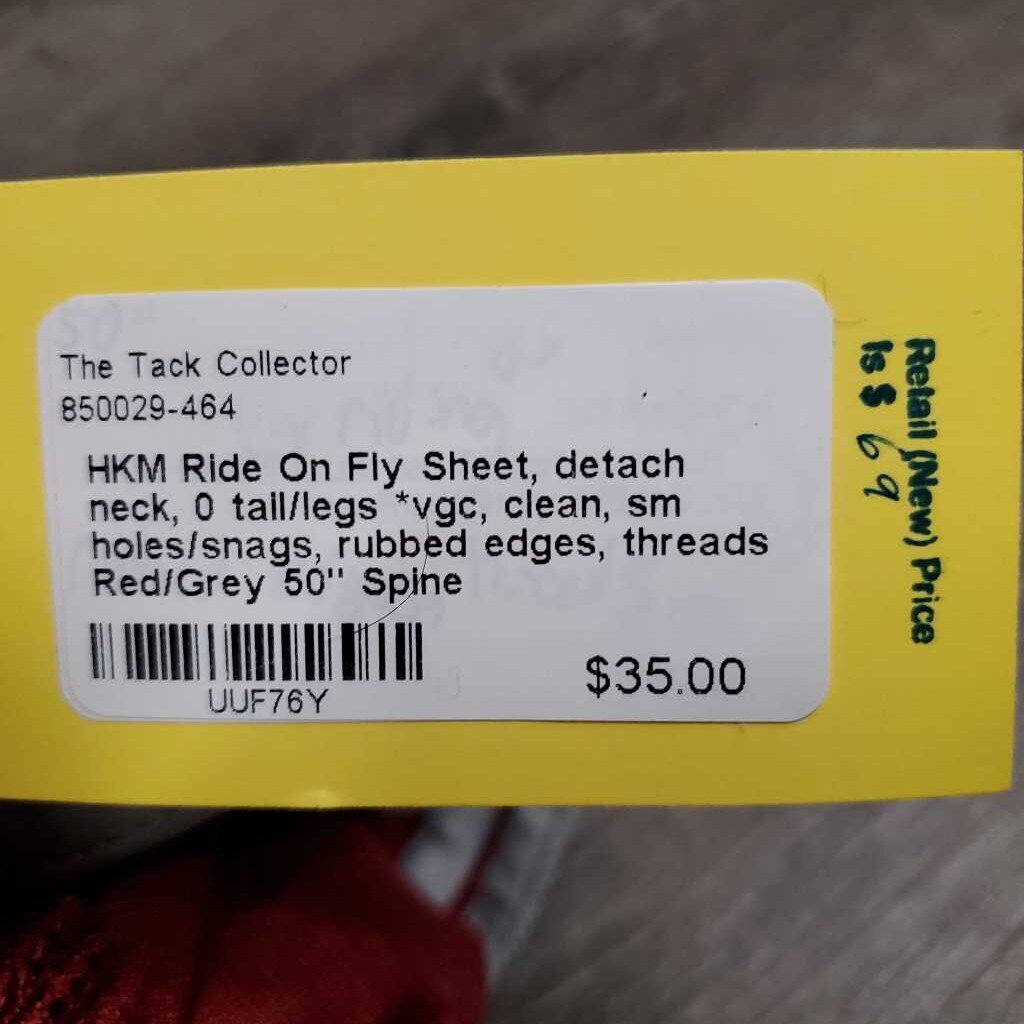 The Tack Collector
850029-464
HKM Ride On Fly Sheet, detach
neck, 0 tail/legs *vgc, clean, sm
holes/snags, rubbed edges, threads
Red/Grey 50'' Spine
UUF76Y
$35.00
Retail (New) Price
Is $ 69